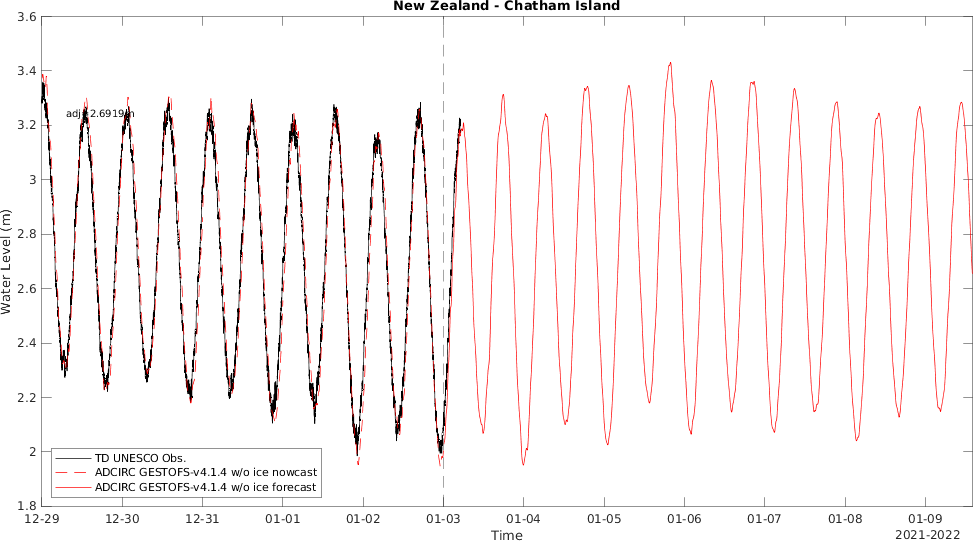 New Zealand - Chatham Island
3.6
3.4
3.2
3
2.8
2.6
2.4
2.2
2
1.8
Water Level (m)
TD UNESCO Obs.
ADCIRC GESTOFS-v4.1.4 w/o ice nowcast
ADCIRC GESTOFS-v4.1.4 w/o ice forecast
12-29 12-30 12-31 01-01 01-02 01-03 01-04 01-05 01-06 01-07 01-08 01-09
Time
2021-2022